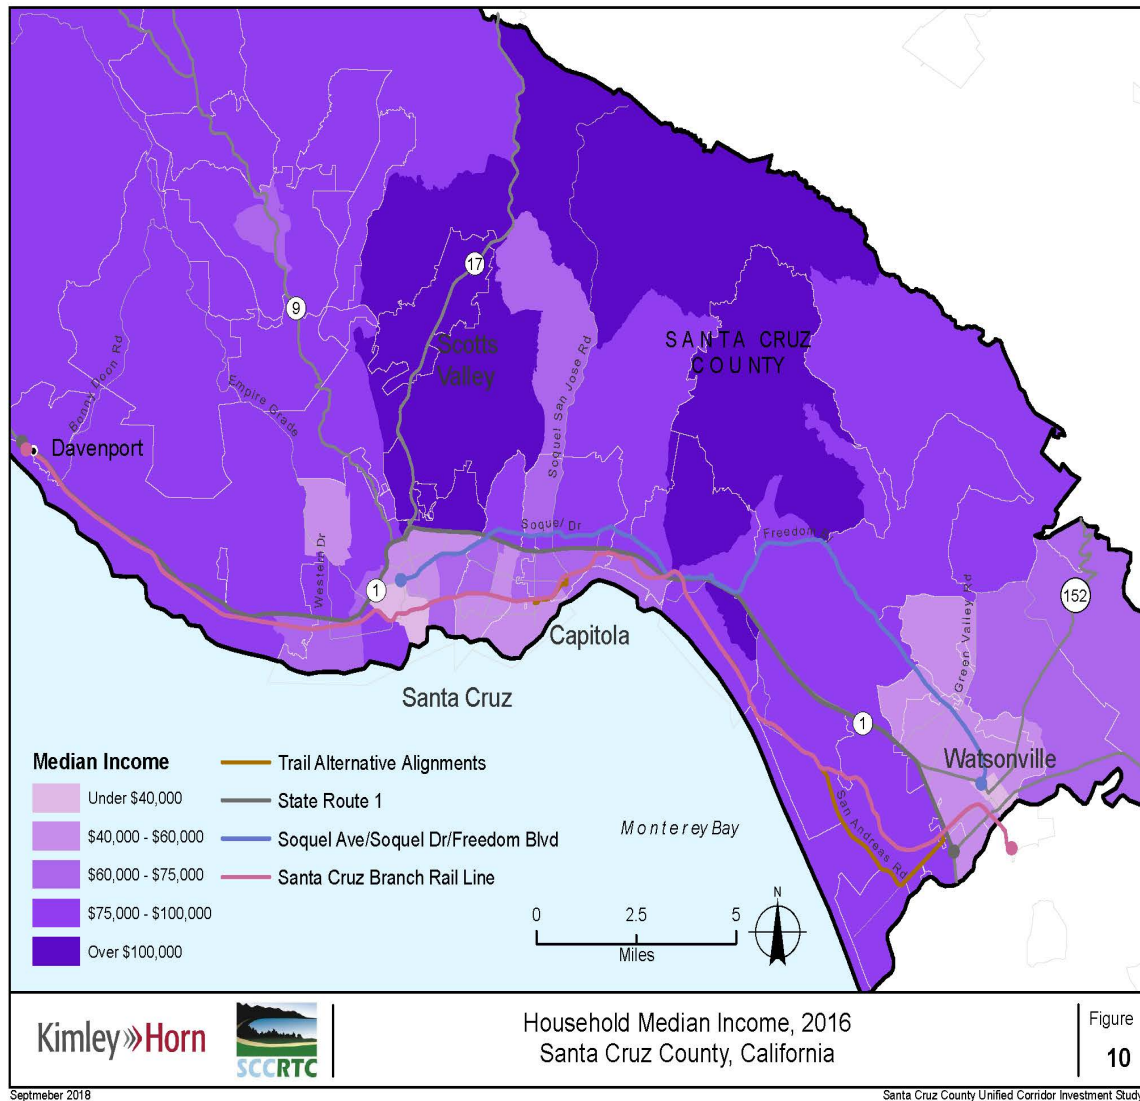 17
9
Scotts
Valley
SANTA CRUZ
COUNTY
Bonny Doon Rd
Empire Grade
Soquel San Jose Rd
Davenport
Soquel Dr
Freedom
Western Dr
1
152
Green Valley Rd
Capitola
Santa Cruz
1
Watsonville
San Andreas Rd
Monterey Bay
Median Income
Under $40,000
$40,000 - $60,000
$60,000 - $75,000
$75,000 - $100,000
Over $100,000
Trail Alternative Alignments
State Route 1
Soquel Ave/Soquel Dr/Freedom Blvd
Santa Cruz Branch Rail Line
0 2.5 5
Miles
N
Kimley»Horn
SCCRTC
Household Median Income, 2016
Santa Cruz County, California
Figure
10
Septmeber 2018
Santa Cruz County Unified Corridor Investment Study